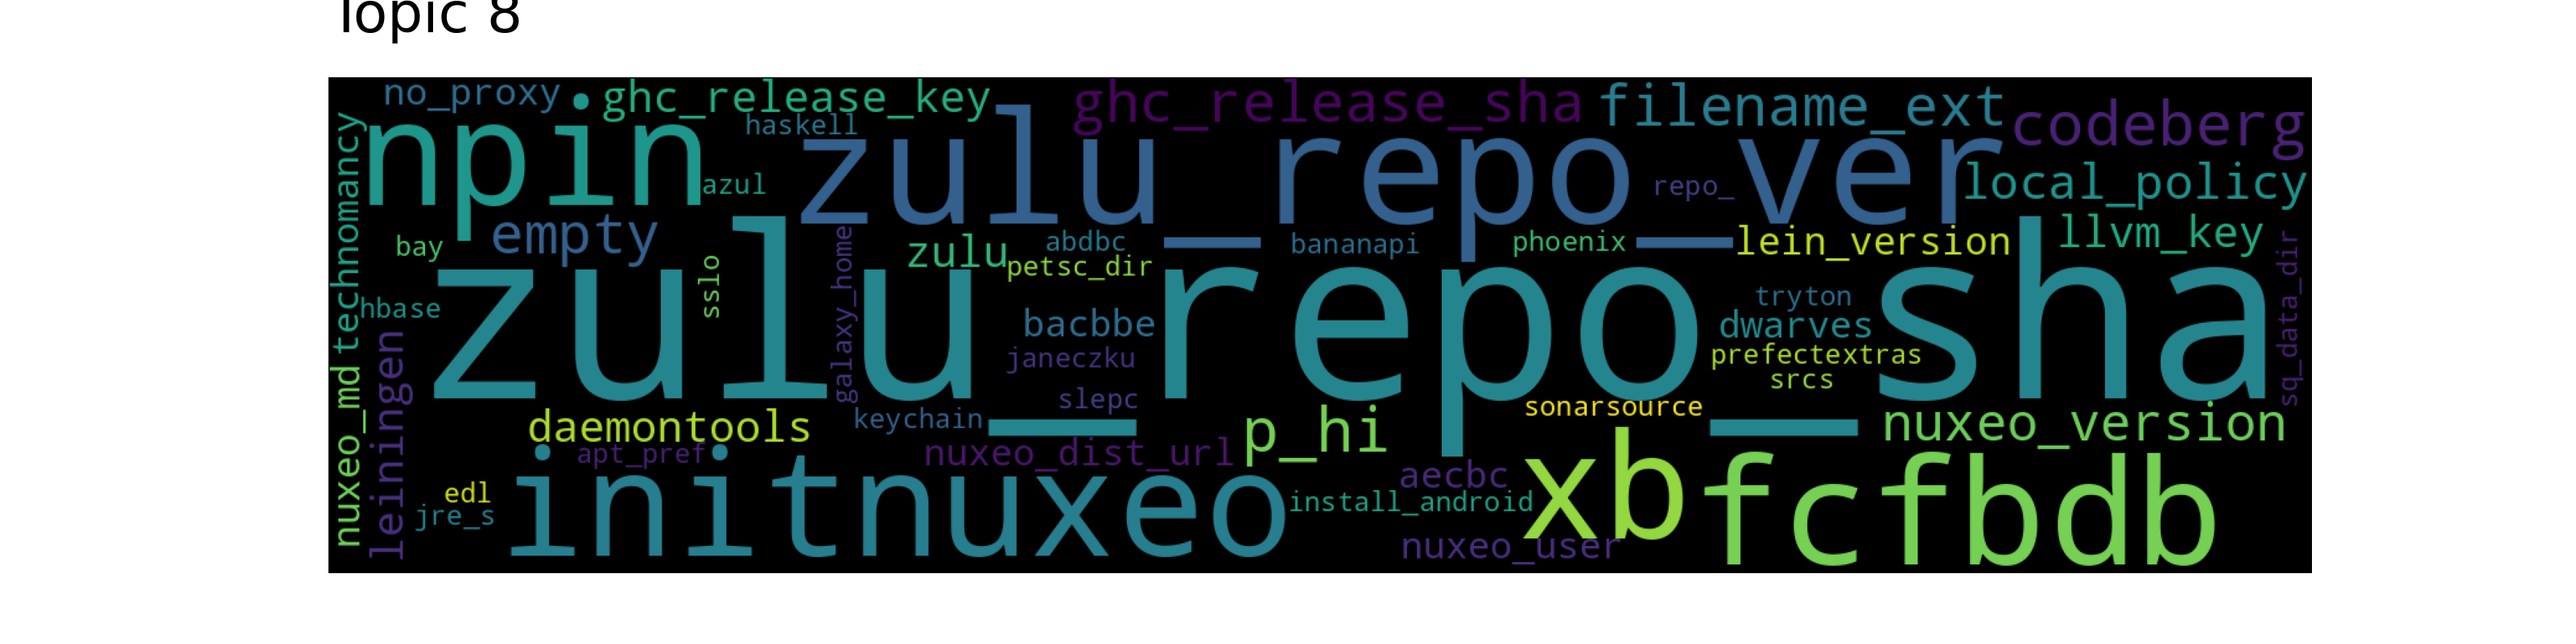 Topic 8
no_proxy
ghc_release_key
ghc_release_sha
filename_ext
codeberg
haskell
npin
azul
zulu_repo_ver
repo_
local_policy
technomancy
bay
empty
zulu
abdbc
bananapi
phoenix
lein_version
llvm_key
petsc_dir
sslo
galaxy_home
zulu_repo_sha
hbase
bacbbe
tryton
dwarves
janeczku
prefectextras
srcs
sq_data_dir
slepc
sonarsource
leiningen
nuxeo_md
daemontools
keychain
p_hi
nuxeo_version
apt_pref
nuxeo_dist_url
aecbc
xb
fcfbdb
edl
jre_s
initnuxeo
install_android
nuxeo_user